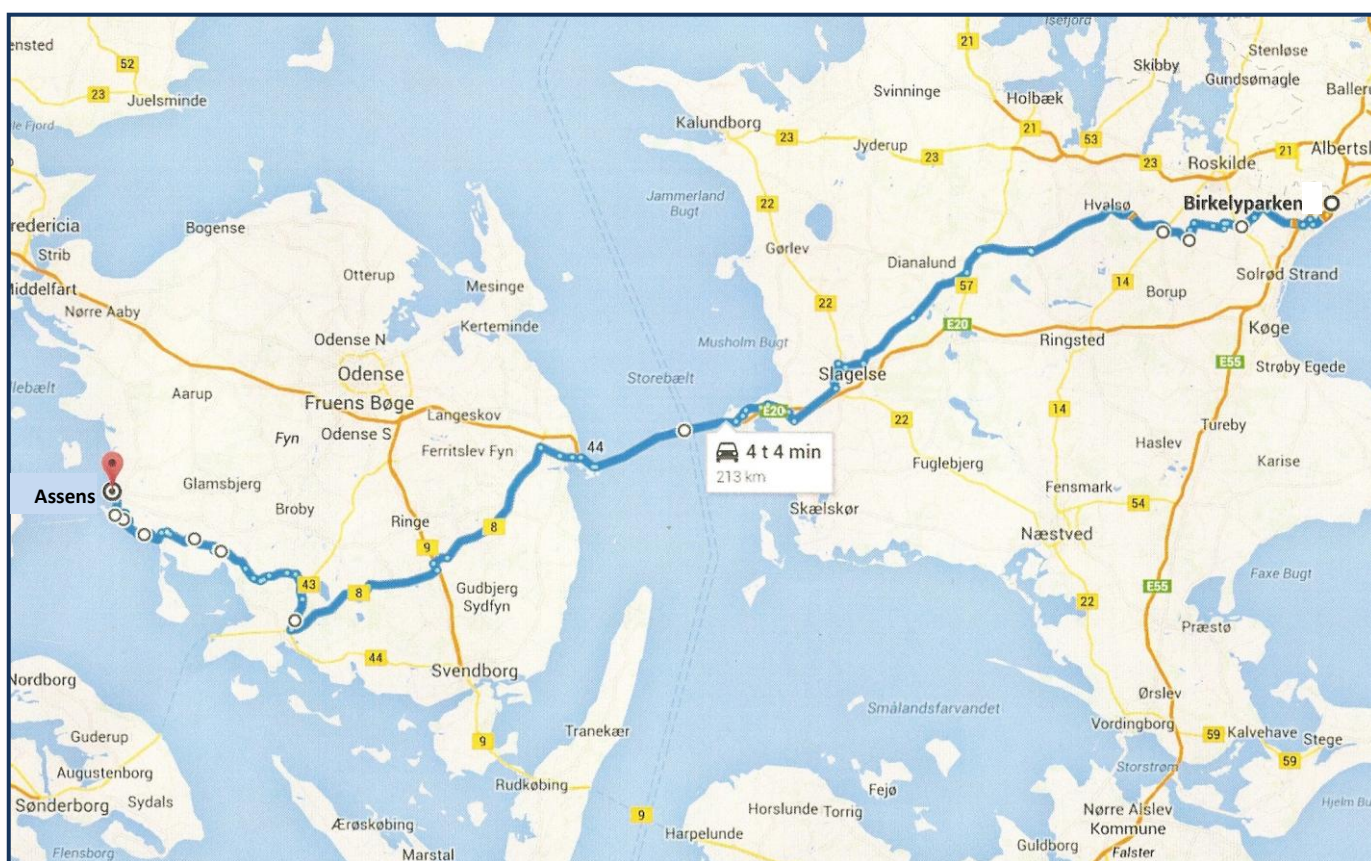 Isefjord
ensted
52
21
Skibby
Stenløse
Gundsømagle
Svinninge
23
Juelsminde
Holbæk
Balleru
Kalundborg
23
21
53
21
Albertsl
Jyderup
23
23
Roskilde
Jammerland
Bugt
22
Hvalsø
Birkelyparken
redericia
Bogense
Strib
Gørlev
Dianalund
Solrød Strand
Otterup
Mesinge
14
Middelfart
57
Borup
Nørre Aaby
22
Kerteminde
E20
Køge
Odense N
Musholm Bugt
Ringsted
E55
Strøby Egede
Odense
Storebælt
Slagelse
llebælt
Aarup
Fruens Bøge
Langeskov
E20
14
Tureby
22
Fyn
Odense S
44
Haslev
Ferritslev Fyn
4 t 4 min
213 km
Fuglebjerg
Karise
Assens
Glamsbjerg
Fensmark
54
Broby
Skælskør
Ringe
8
Næstved
9
43
Gudbjerg
Sydfyn
8
Faxe Bugt
E55
22
Præstø
44
Svendborg
Nordborg
Ørslev
Smålandsfarvandet
Vordingborg
Tranekær
59
Kalvehave
Stege
Guderup
9
59
Augustenborg
Storstrøm
Rudkøbing
Fejø
Sønderborg
Sydals
9
Horslunde
Torrig
Nørre Alslev
Kommune
Hjelm Bu
Ærøskøbing
Harpelunde
Guldborg
Flensborg
Marstal
Falster